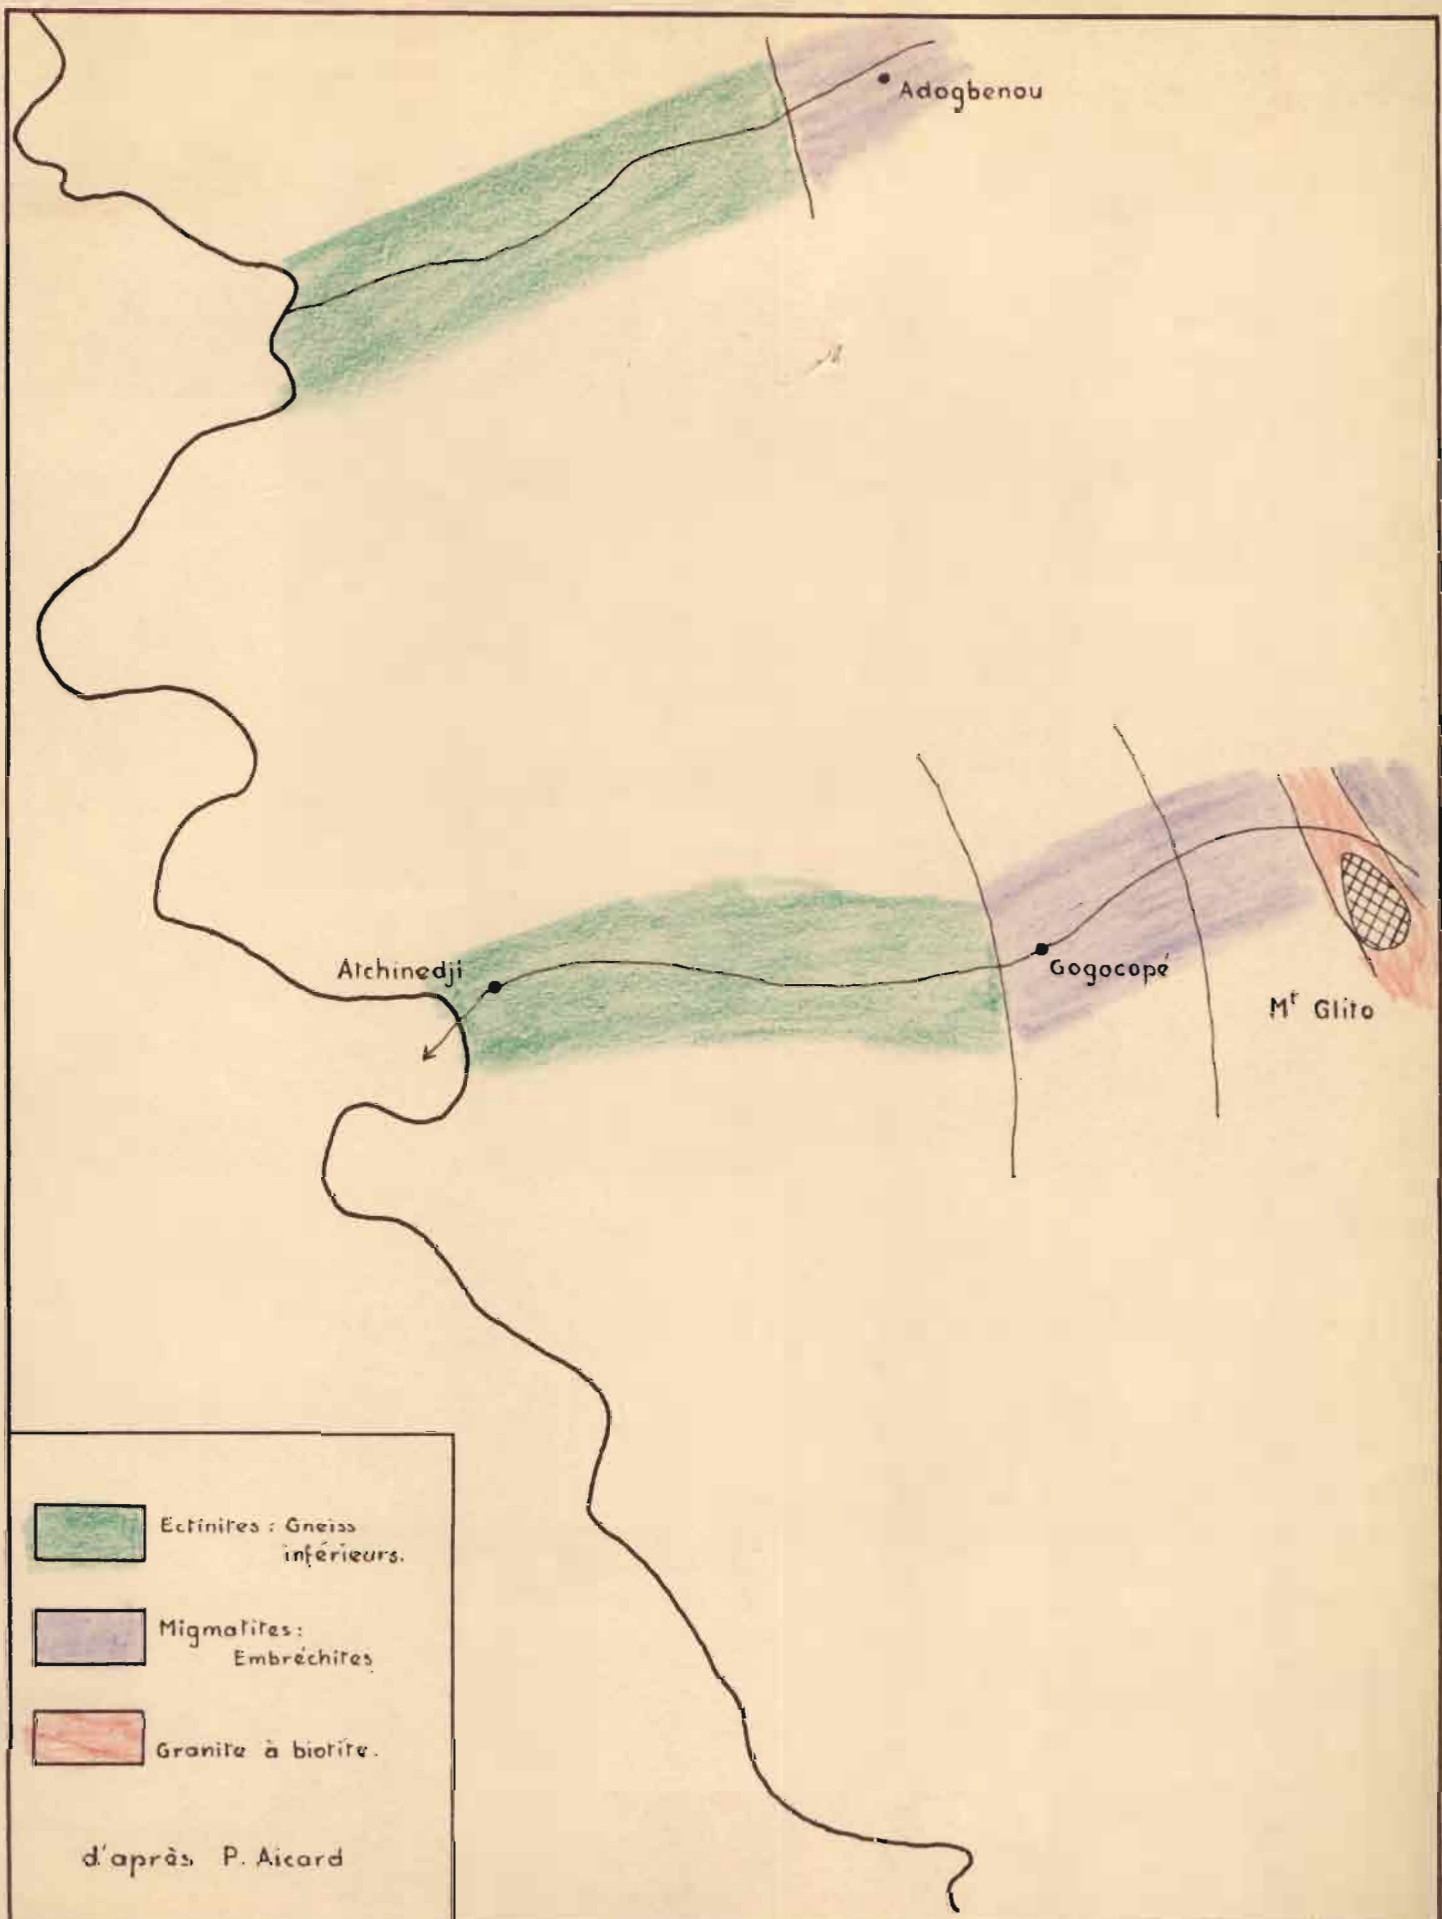 Adogbenou
Atchinedji
Gogocopé
Mt Glito
Ectinites : Gneiss
inférieurs.
Migmatites :
Embréchites
Granite à biotite.
d'après P. Aicard